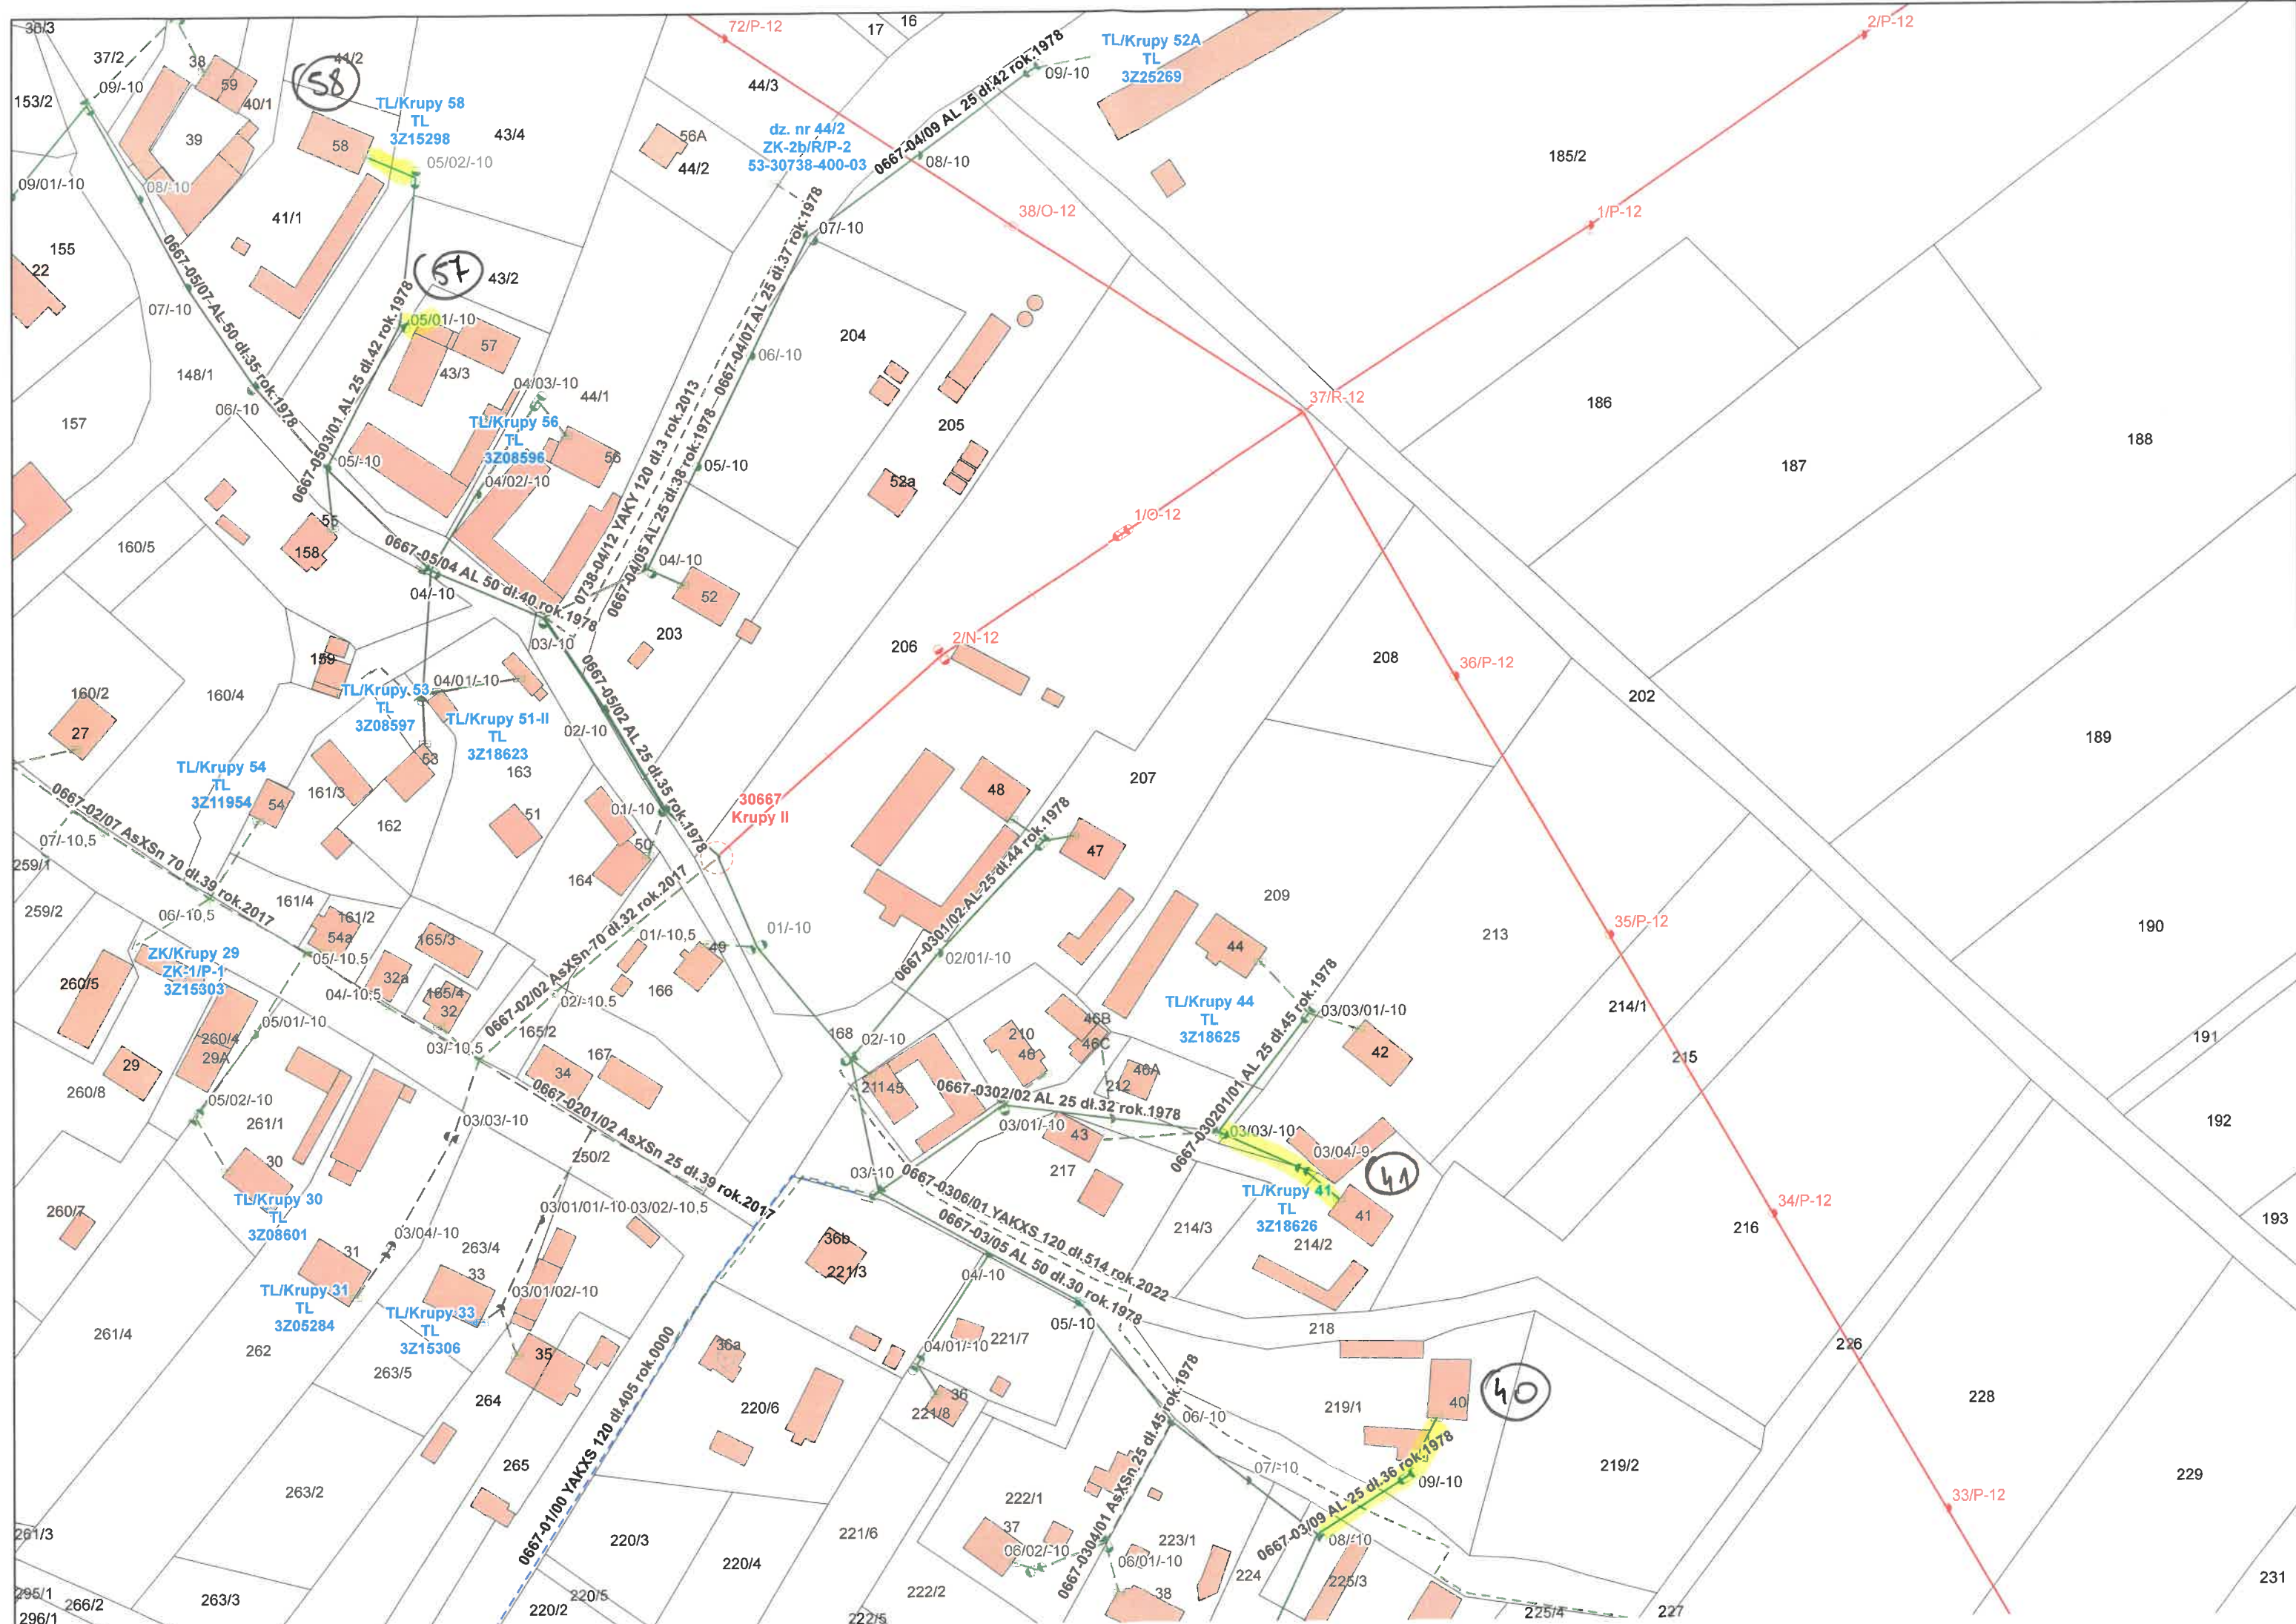 36/3
37/2
38
59
09/-10
40/1
153/2
39
41/2
58
TL/Krupy 58
TL
3Z15298
43/4
58
05/02/-10
72/P-12
17
16
44/3
0667-04/09 AL 25 dł.42 rok.1978
09/-10
TL/Krupy 52A
TL
3Z25269
2/P-12
56A
44/2
dz. nr 44/2
ZK-2b/R/P-2
53-30738-400-03
08/-10
185/2
09/01/-10
08/-10
41/1
38/O-12
1/P-12
07/-10
155
22
0667-05/07 AL 50 dł.35 rok.1978
57
43/2
07/-10
05/01/-10
57
43/3
0667-0503/01 AL 25 dł.42 rok.1978
0667-04/07 AL 25 dł.37 rok.1978
06/-10
204
148/1
06/-10
157
04/03/-10
44/1
TL/Krupy 56
TL
3Z08596
56
04/02/-10
05/-10
0738-04/12 YAKY 120 dł.3 rok.2013
0667-04/05 AL 25 dł.38 rok.1978
05/-10
205
52a
37/R-12
186
187
188
1/O-12
55
158
160/5
0667-05/04 AL 50 dł.40 rok.1978
04/-10
04/-10
52
03/-10
203
206
2/N-12
208
36/P-12
202
159
160/2
160/4
27
TL/Krupy 53
TL
3Z08597
04/01/-10
TL/Krupy 51-II
TL
3Z18623
02/-10
0667-05/02 AL 25 dł.35 rok.1978
189
53
163
TL/Krupy 54
TL
3Z11954
54
161/3
162
51
01/-10
30667
Krupy II
48
207
47
0667-02/07 AsXSn 70 dł.39 rok.2017
07/-10,5
259/1
50
164
0667-0301/02 AL 25 dł.44 rok.1978
209
259/2
06/-10,5
161/4
161/2
54a
165/3
0667-02/02 AsXSn 70 dł.32 rok.2017
01/-10,5
49
01/-10
44
213
35/P-12
190
ZK/Krupy 29
ZK-1/P-1
3Z15303
05/-10,5
32a
04/-10,5
165/4
32
02/-10,5
166
02/01/-10
260/5
05/01/-10
260/4
29A
03/-10,5
165/2
168
02/-10
210
46
46B
46C
TL/Krupy 44
TL
3Z18625
03/03/01/-10
214/1
191
29
260/8
34
167
211
45
46A
212
42
215
05/02/-10
261/1
03/03/-10
0667-0201/02 AsXSn 25 dł.39 rok.2017
0667-0302/02 AL 25 dł.32 rok.1978
0667-030201/01 AL 25 dł.45 rok.1978
03/01/-10
43
03/03/-10
03/04/-9
192
30
250/2
03/-10
217
41
TL/Krupy 41
TL
3Z18626
41
TL/Krupy 30
TL
3Z08601
260/7
03/01/01/-10
03/02/-10,5
0667-0306/01 YAKXS 120 dł.514 rok.2022
214/3
214/2
216
34/P-12
193
31
03/04/-10
263/4
33
36b
221/3
0667-03/05 AL 50 dł.30 rok.1978
04/-10
TL/Krupy 31
TL
3Z05284
TL/Krupy 33
TL
3Z15306
03/01/02/-10
05/-10
218
261/4
262
263/5
35
264
36a
221/7
04/01/-10
226
0667-01/00 YAKXS 120 dł.405 rok.0000
220/6
36
221/8
06/-10
219/1
40
40
228
265
0667-0304/01 AsXSn 25 dł.45 rok.1978
07/-10
0667-03/09 AL 25 dł.36 rok.1978
09/-10
219/2
229
263/2
222/1
37
33/P-12
261/3
220/3
221/6
06/02/-10
223/1
06/01/-10
08/-10
220/4
224
225/3
231
295/1
266/2
263/3
220/5
222/2
38
296/1
220/2
222/5
225/4
227